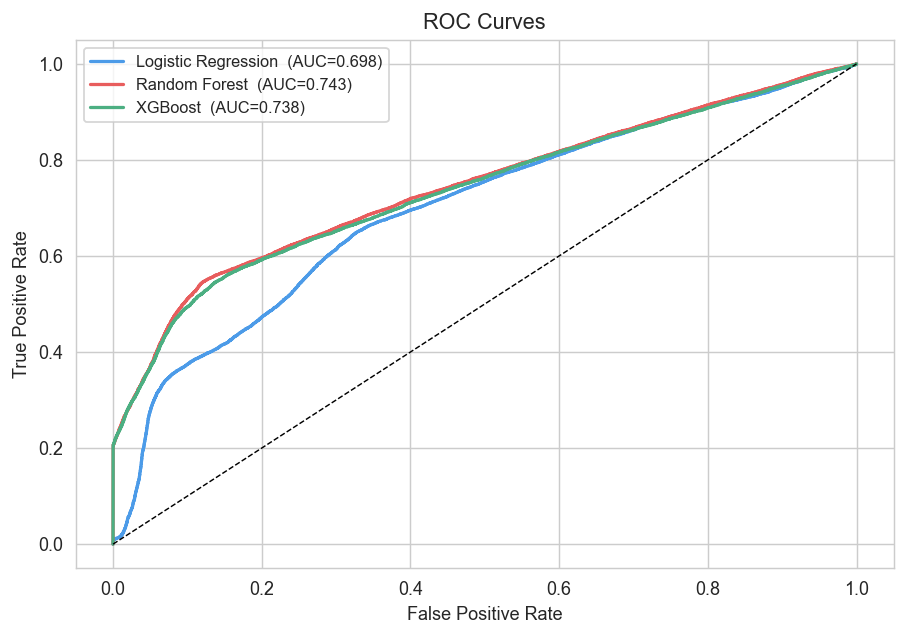 ROC Curves
Logistic Regression (AUC=0.698)
Random Forest (AUC=0.743)
XGBoost (AUC=0.738)
True Positive Rate
1.0
0.8
0.6
0.4
0.2
0.0
0.0 0.2 0.4 0.6 0.8 1.0
False Positive Rate